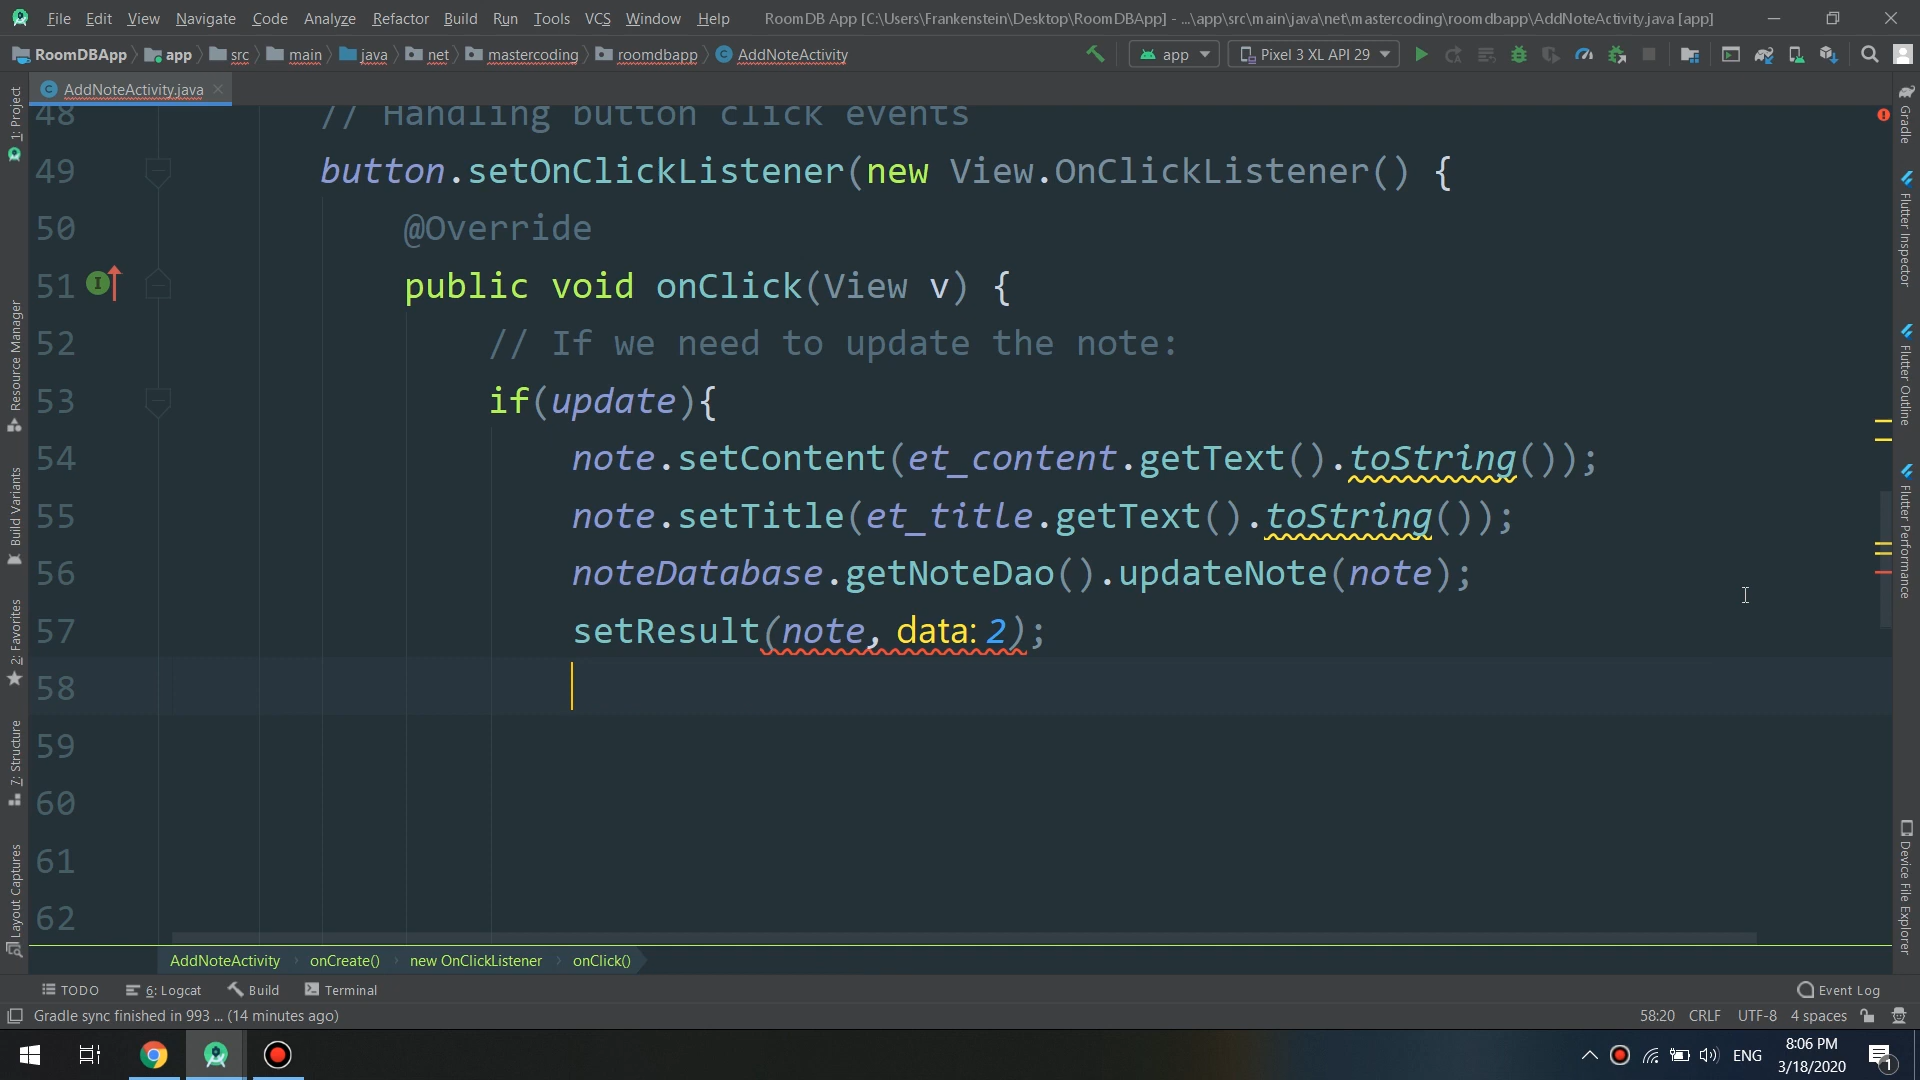 File Edit View Navigate Code Analyze Refactor Build Run Tools VCS Window Help RoomDB App [C:\Users\Frankenstein\Desktop\RoomDBApp] - ...\app\src\main\java\net\mastercoding\roomdbapp\AddNoteActivity.java [app]
RoomDBApp app src main java net mastercoding roomdbapp AddNoteActivity app Pixel 3 XL API 29
AddNoteActivity.java
48 // Handling button click events
49 button.setOnClickListener(new View.OnClickListener() {
50 @Override
51 public void onClick(View v) {
52 // If we need to update the note:
53 if(update){
54 note.setContent(et_content.getText().toString());
55 note.setTitle(et_title.getText().toString());
56 noteDatabase.getNoteDao().updateNote(note);
57 setResult(note, data: 2);
58
59
60
61
62
AddNoteActivity onCreate() new OnClickListener onClick()
TODO 6: Logcat Build Terminal Event Log
Gradle sync finished in 993 ... (14 minutes ago) 58:20 CRLF UTF-8 4 spaces
ENG 8:06 PM
3/18/2020 1
1: Project
Resource Manager
Build Variants
2: Favorites
7: Structure
Layout Captures
Gradle
Flutter Inspector
Flutter Outline
Flutter Performance
Device File Explorer